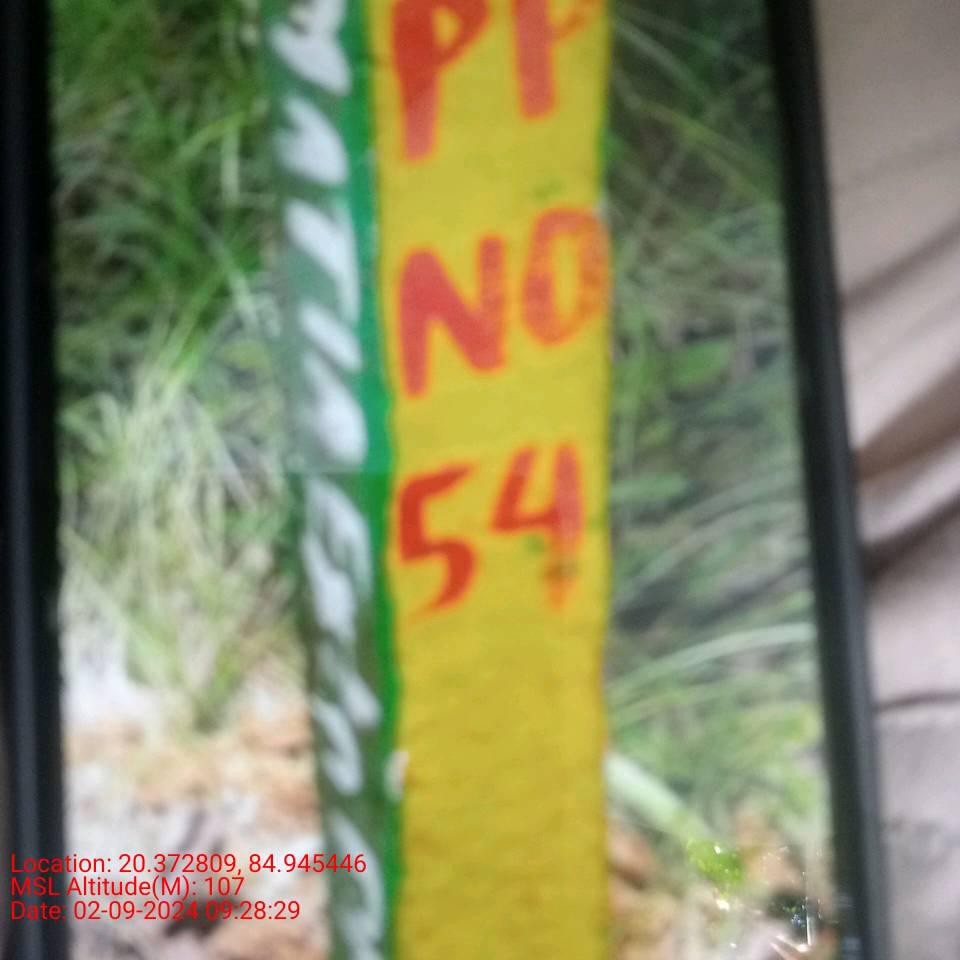 PP
NO
54
Location: 20.372809, 84.945446
MSL Altitude(M): 107
Date: 02-09-2024 09:28:29